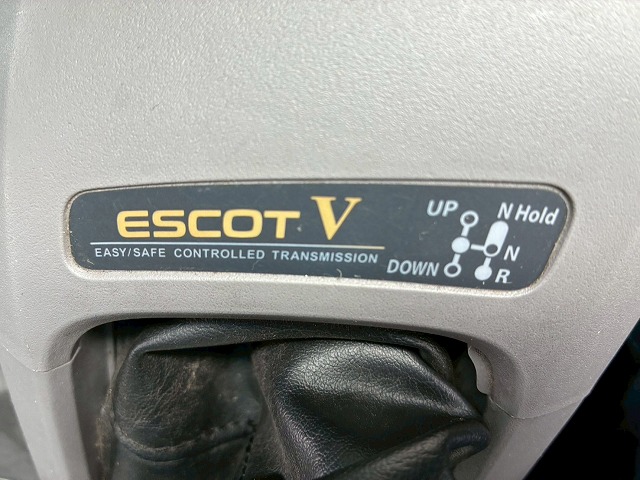 ESCOT V
EASY/SAFE CONTROLLED TRANSMISSION
UP N Hold
N
DOWN R